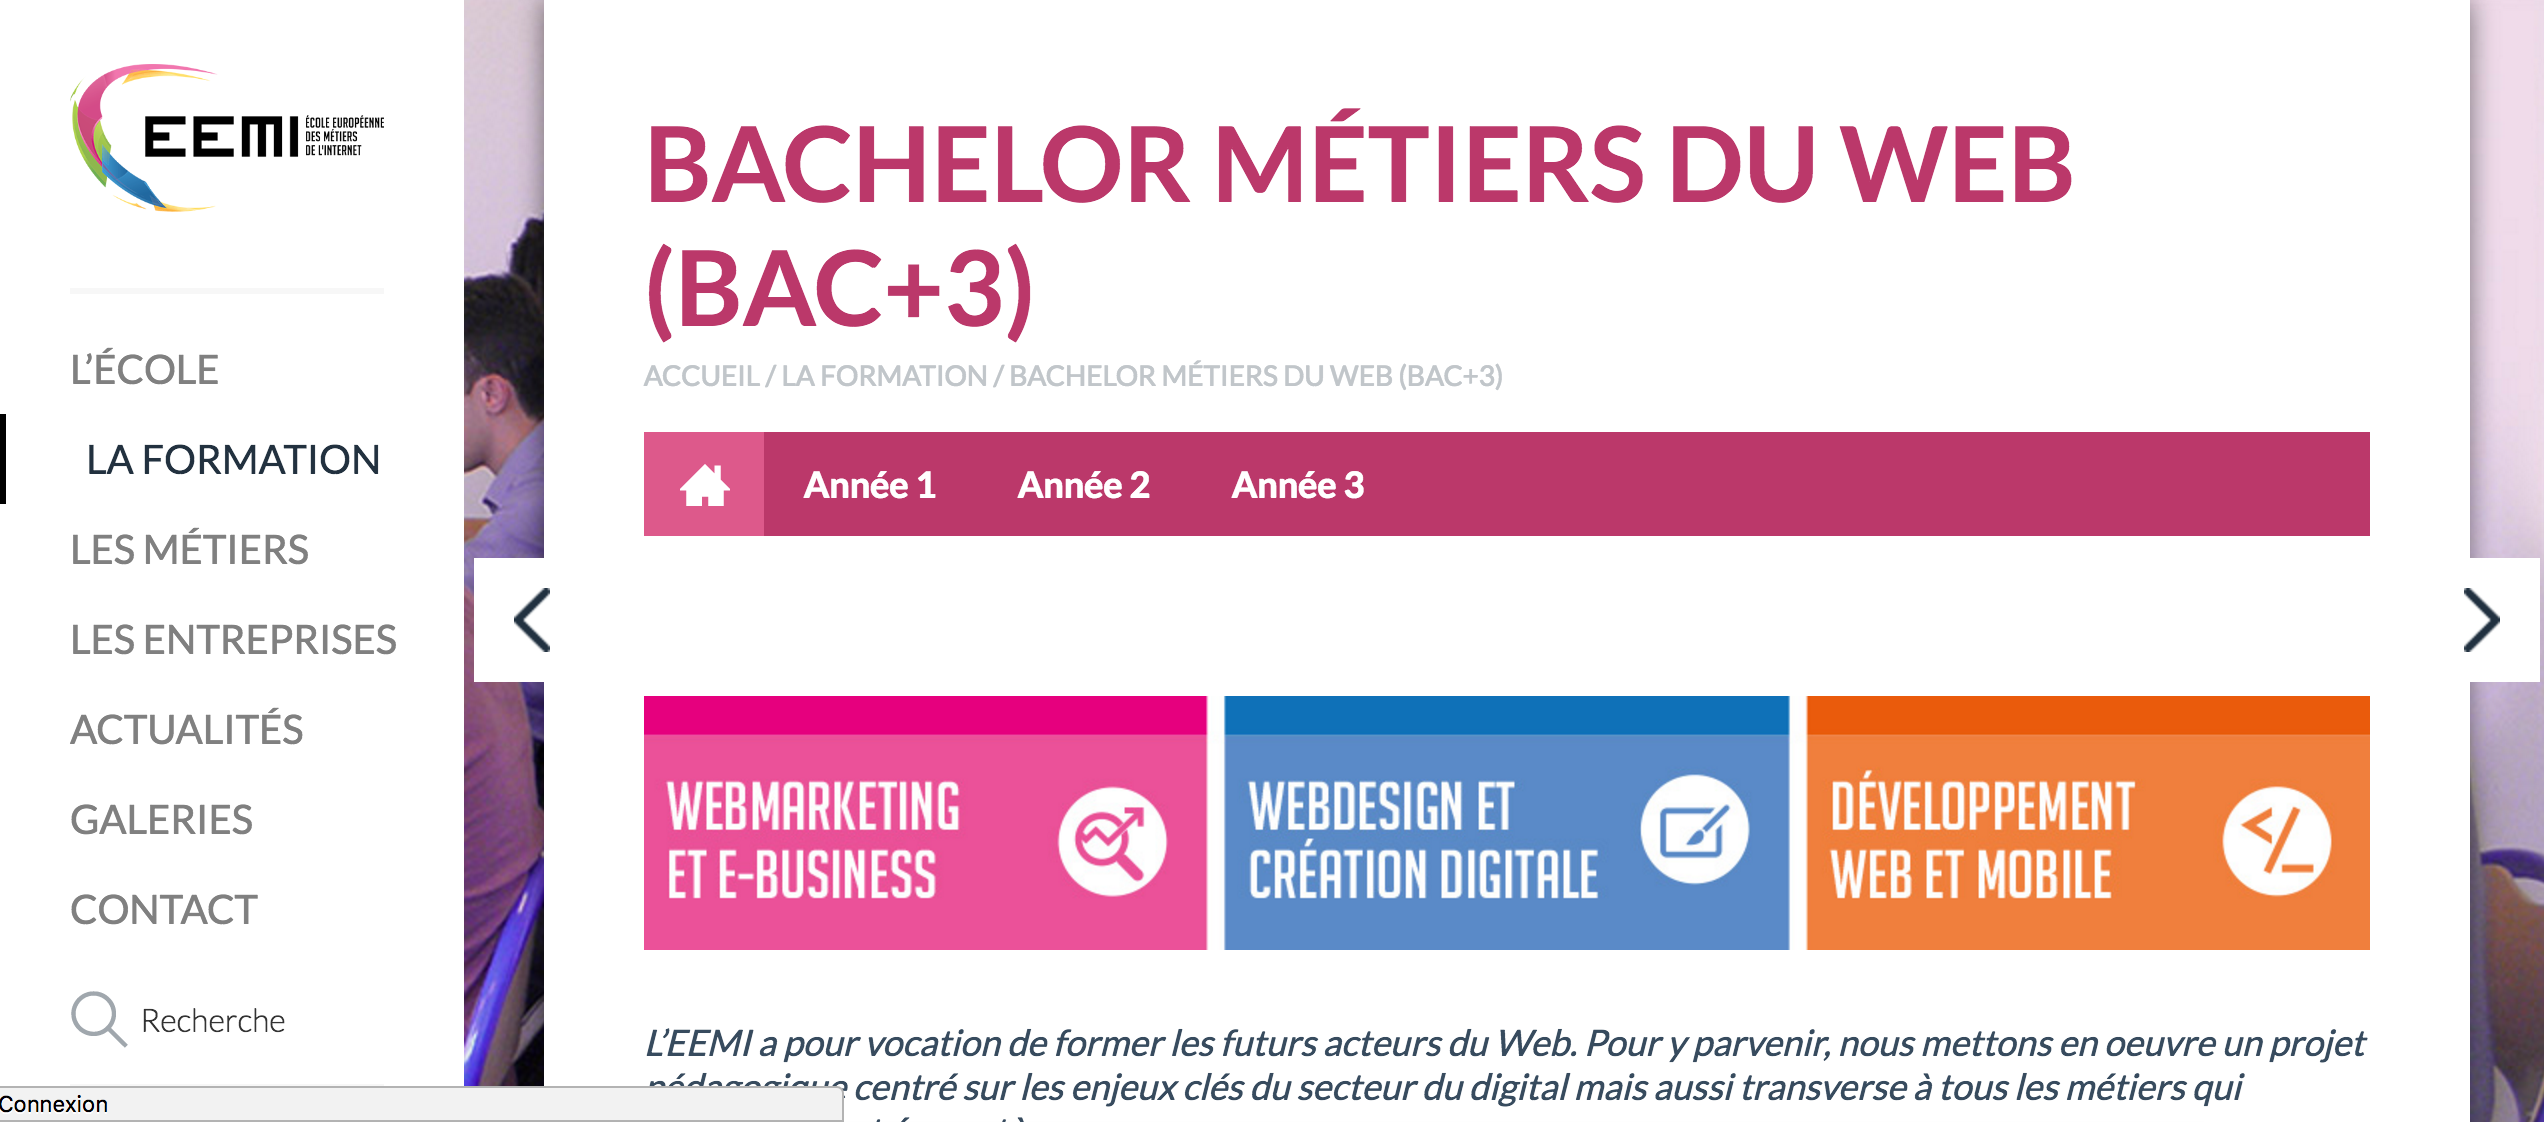 EEMI
ÉCOLE EUROPÉENNE
DES MÉTIERS
DE L'INTERNET
L'ÉCOLE
LA FORMATION
LES MÉTIERS
LES ENTREPRISES
ACTUALITÉS
GALERIES
CONTACT
Recherche
Connexion
BACHELOR MÉTIERS DU WEB
(BAC+3)
ACCUEIL / LA FORMATION / BACHELOR MÉTIERS DU WEB (BAC+3)
Année 1 Année 2 Année 3
WEBMARKETING
ET E-BUSINESS
WEBDESIGN ET
CRÉATION DIGITALE
DÉVELOPPEMENT
WEB ET MOBILE
L'EEMI a pour vocation de former les futurs acteurs du Web. Pour y parvenir, nous mettons en oeuvre un projet
pédagogique centré sur les enjeux clés du secteur du digital mais aussi transverse à tous les métiers qui